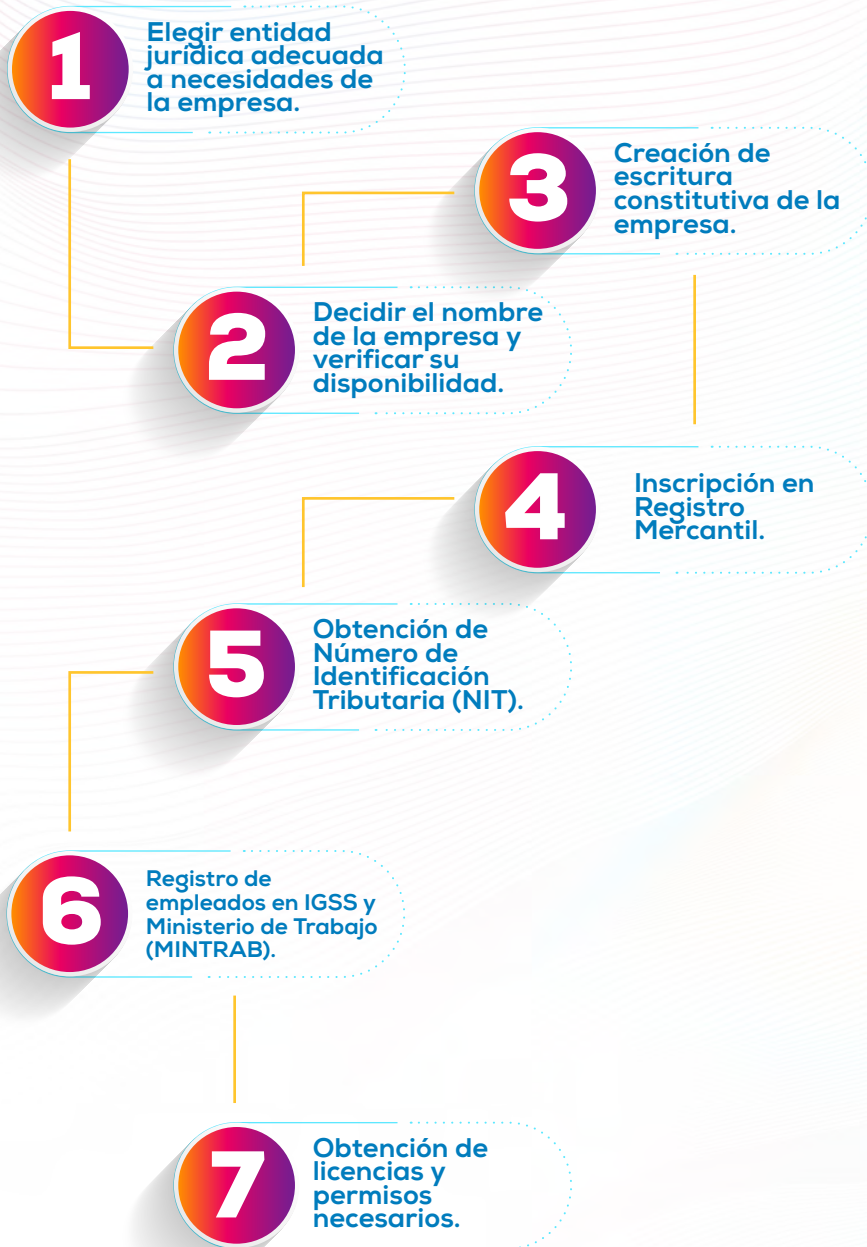 1
Elegir entidad
jurídica adecuada
a necesidades de
la empresa.
2
Decidir el nombre
de la empresa y
verificar su
disponibilidad.
3
Creación de
escritura
constitutiva de la
empresa.
4
Inscripción en
Registro
Mercantil.
5
Obtención de
Número de
Identificación
Tributaria (NIT).
6
Registro de
empleados en IGSS y
Ministerio de Trabajo
(MINTRAB).
7
Obtención de
licencias y
permisos
necesarios.